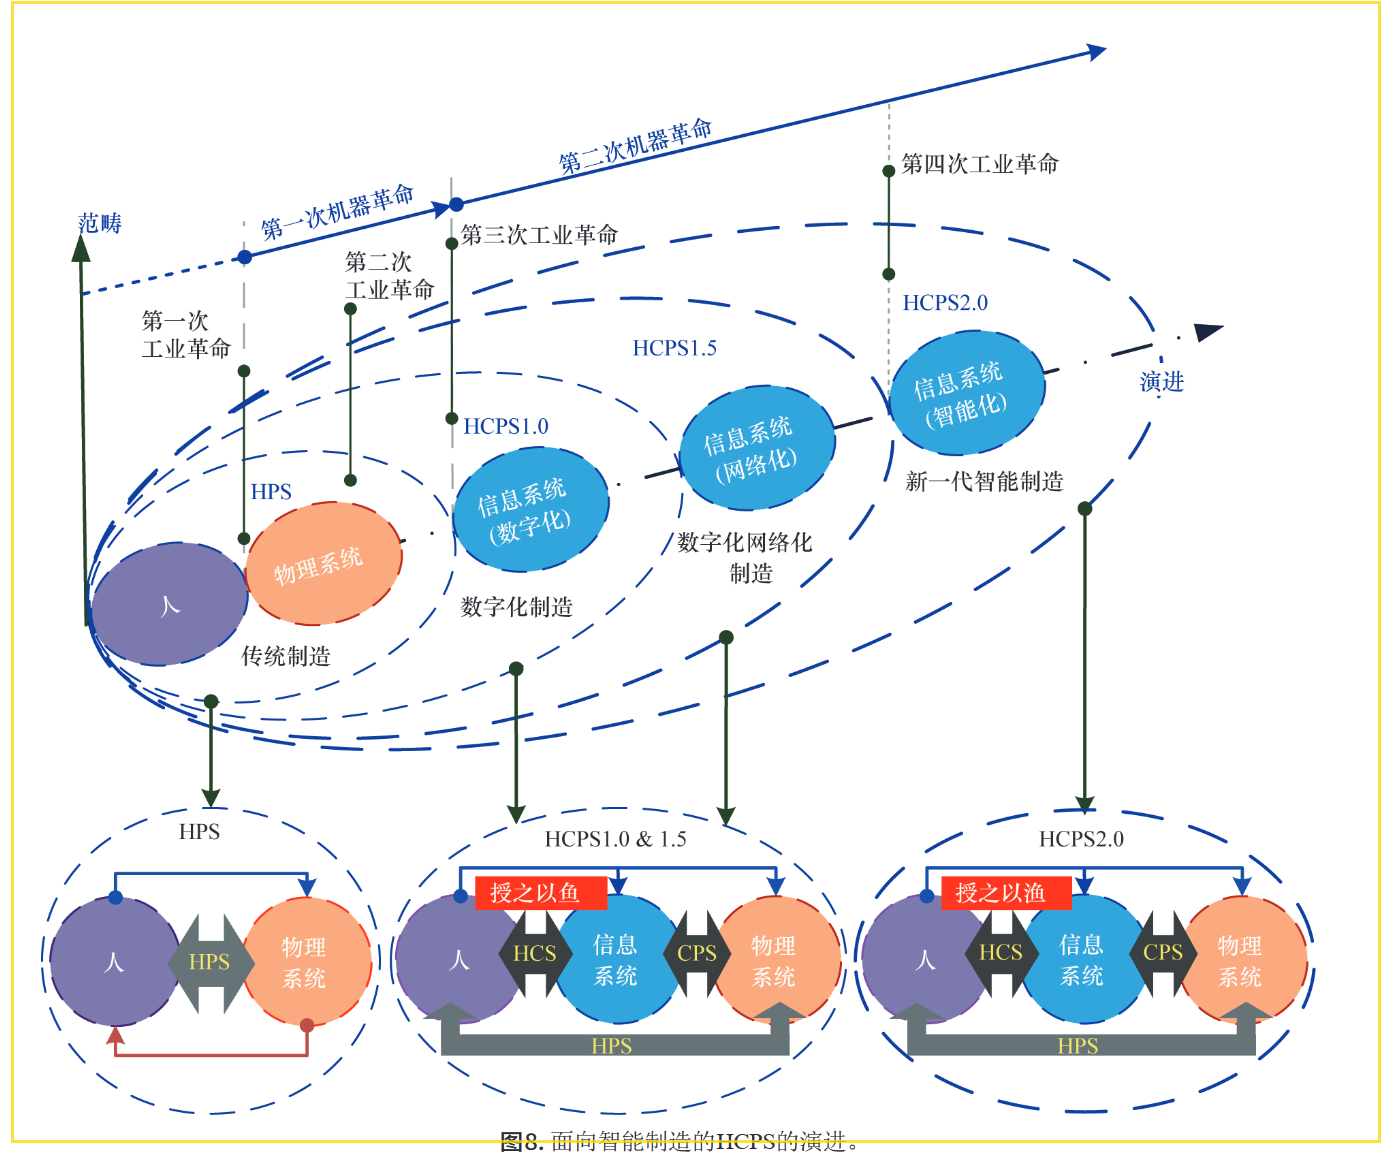 第二次机器革命
第四次工业革命
第一次机器革命
范畴
第三次工业革命
第二次
工业革命
HCPS2.0
第一次
工业革命
HCPS1.5
信息系统
(智能化)
演进
HCPS1.0
信息系统
(网络化)
新一代智能制造
HPS
信息系统
(数字化)
数字化网络化
制造
物理系统
人
数字化制造
传统制造
HPS
人
HPS
物理
系统
HCPS1.0 & 1.5
授之以鱼
人
HCS
信息
系统
CPS
物理
系统
HPS
HCPS2.0
授之以渔
人
HCS
信息
系统
CPS
物理
系统
HPS
图8. 面向智能制造的HCPS的演进。